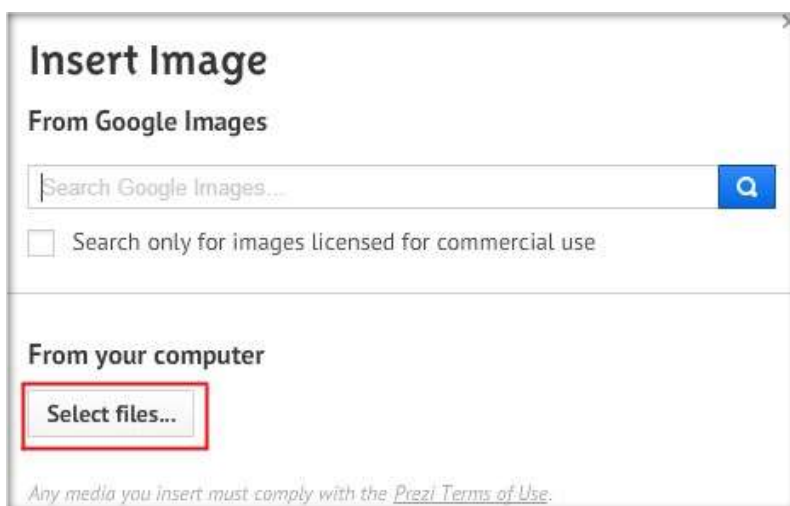 Insert Image
From Google Images
Search Google Images...
Search only for images licensed for commercial use
From your computer
Select files...
Any media you insert must comply with the Prezi Terms of Use.